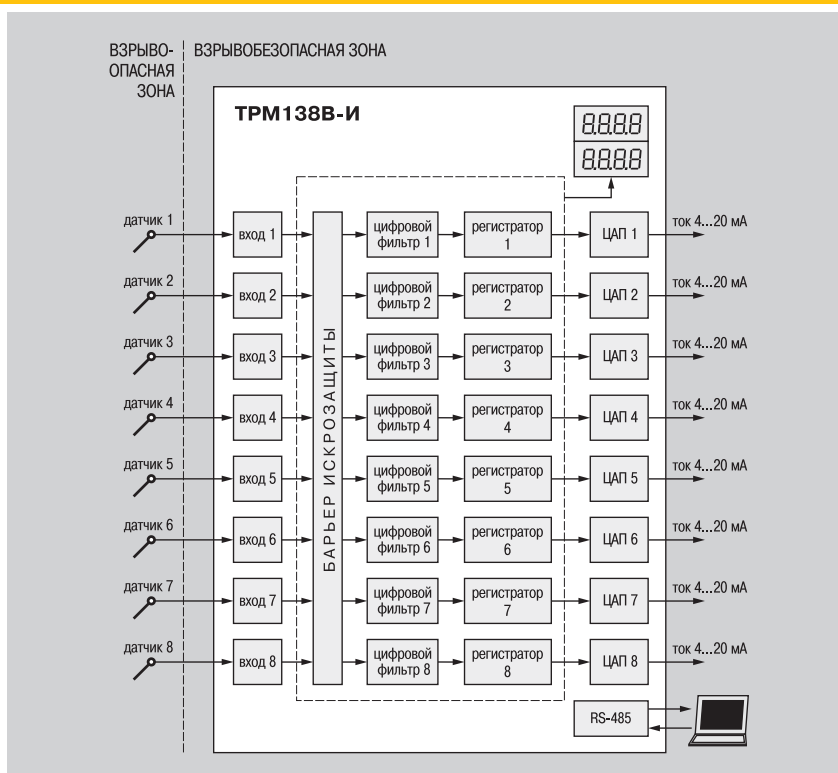 ВЗРЫВО-
ОПАСНАЯ
ЗОНА
ВЗРЫВОБЕЗОПАСНАЯ ЗОНА
ТРМ138В-И
8.8.8.8
8.8.8.8
датчик 1
вход 1
цифровой
фильтр 1
регистратор
1
ЦАП 1
ток 4...20 мА
датчик 2
вход 2
цифровой
фильтр 2
регистратор
2
ЦАП 2
ток 4...20 мА
датчик 3
вход 3
цифровой
фильтр 3
регистратор
3
ЦАП 3
ток 4...20 мА
датчик 4
вход 4
цифровой
фильтр 4
регистратор
4
ЦАП 4
ток 4...20 мА
датчик 5
вход 5
цифровой
фильтр 5
регистратор
5
ЦАП 5
ток 4...20 мА
датчик 6
вход 6
цифровой
фильтр 6
регистратор
6
ЦАП 6
ток 4...20 мА
датчик 7
вход 7
цифровой
фильтр 7
регистратор
7
ЦАП 7
ток 4...20 мА
датчик 8
вход 8
цифровой
фильтр 8
регистратор
8
ЦАП 8
ток 4...20 мА
БАРЬЕР ИСКРОЗАЩИТЫ
RS-485